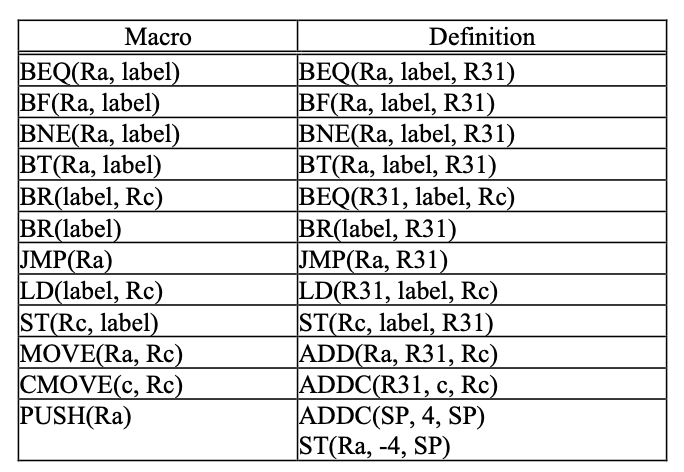 Macro Definition
BEQ(Ra, label) BEQ(Ra, label, R31)
BF(Ra, label) BF(Ra, label, R31)
BNE(Ra, label) BNE(Ra, label, R31)
BT(Ra, label) BT(Ra, label, R31)
BR(label, Rc) BEQ(R31, label, Rc)
BR(label) BR(label, R31)
JMP(Ra) JMP(Ra, R31)
LD(label, Rc) LD(R31, label, Rc)
ST(Rc, label) ST(Rc, label, R31)
MOVE(Ra, Rc) ADD(Ra, R31, Rc)
CMOVE(c, Rc) ADDC(R31, c, Rc)
PUSH(Ra) ADDC(SP, 4, SP)
ST(Ra, -4, SP)